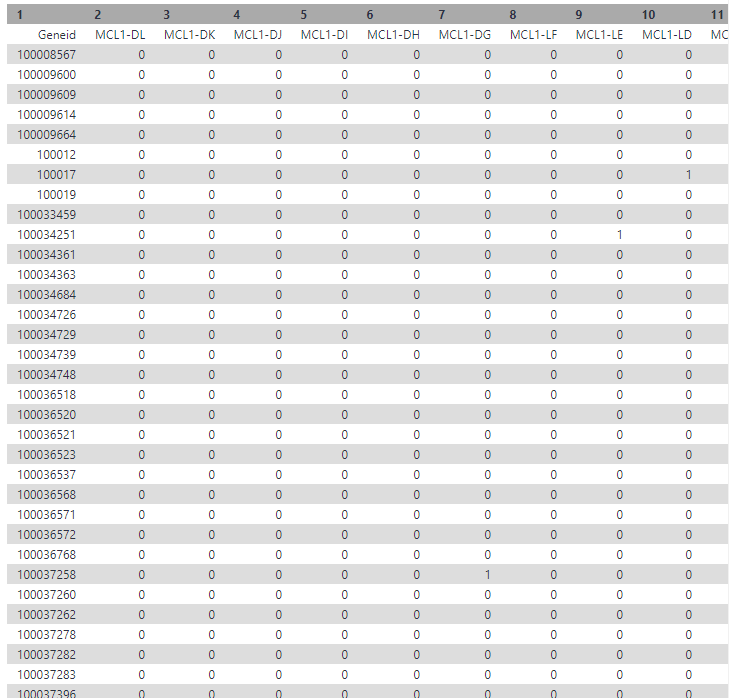 1 2 3 4 5 6 7 8 9 10 11
Geneid MCL1-DL MCL1-DK MCL1-DJ MCL1-DI MCL1-DH MCL1-DG MCL1-LF MCL1-LE MCL1-LD MC
100008567 0 0 0 0 0 0 0 0 0
100009600 0 0 0 0 0 0 0 0 0
100009609 0 0 0 0 0 0 0 0 0
100009614 0 0 0 0 0 0 0 0 0
100009664 0 0 0 0 0 0 0 0 0
100012 0 0 0 0 0 0 0 0 0
100017 0 0 0 0 0 0 0 0 1
100019 0 0 0 0 0 0 0 0 0
100033459 0 0 0 0 0 0 0 0 0
100034251 0 0 0 0 0 0 0 1 0
100034361 0 0 0 0 0 0 0 0 0
100034363 0 0 0 0 0 0 0 0 0
100034684 0 0 0 0 0 0 0 0 0
100034726 0 0 0 0 0 0 0 0 0
100034729 0 0 0 0 0 0 0 0 0
100034739 0 0 0 0 0 0 0 0 0
100034748 0 0 0 0 0 0 0 0 0
100036518 0 0 0 0 0 0 0 0 0
100036520 0 0 0 0 0 0 0 0 0
100036521 0 0 0 0 0 0 0 0 0
100036523 0 0 0 0 0 0 0 0 0
100036537 0 0 0 0 0 0 0 0 0
100036568 0 0 0 0 0 0 0 0 0
100036571 0 0 0 0 0 0 0 0 0
100036572 0 0 0 0 0 0 0 0 0
100036768 0 0 0 0 0 0 0 0 0
100037258 0 0 0 0 0 1 0 0 0
100037260 0 0 0 0 0 0 0 0 0
100037262 0 0 0 0 0 0 0 0 0
100037278 0 0 0 0 0 0 0 0 0
100037282 0 0 0 0 0 0 0 0 0
100037283 0 0 0 0 0 0 0 0 0
100037396 0 0 0 0 0 0 0 0 0